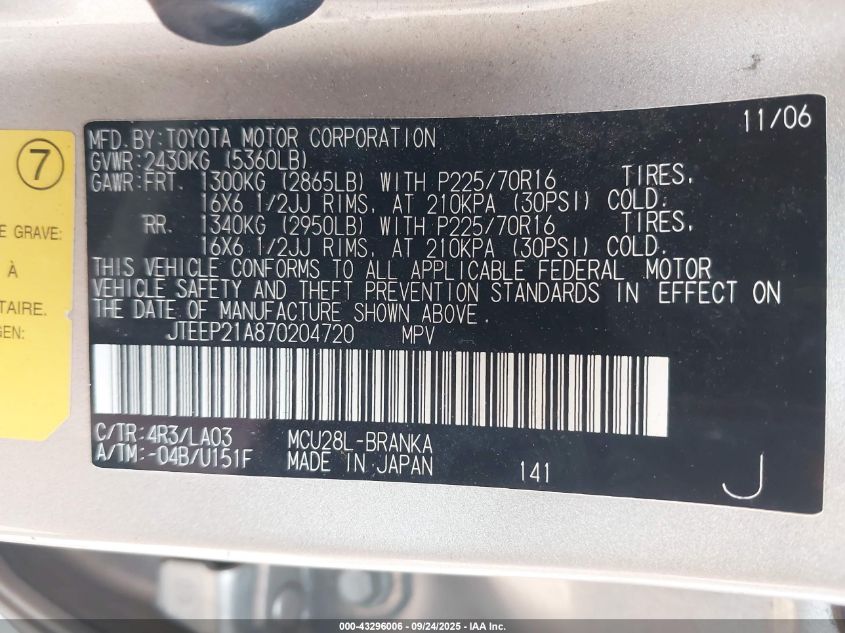 11/06
MFD. BY: TOYOTA MOTOR CORPORATION
GVWR: 2430KG (5360LB)
GAWR: FRT. 1300KG (2865LB) WITH P225/70R16 TIRES,
16X6 1/2JJ RIMS, AT 210KPA (30PSI) COLD.
RR. 1340KG (2950LB) WITH P225/70R16 TIRES,
16X6 1/2JJ RIMS, AT 210KPA (30PSI) COLD.
THIS VEHICLE CONFORMS TO ALL APPLICABLE FEDERAL MOTOR
VEHICLE SAFETY AND THEFT PREVENTION STANDARDS IN EFFECT ON
THE DATE OF MANUFACTURE SHOWN ABOVE.
JTEEP21A870204720 MPV
C/TR: 4R3/LA03 MCU28L-BRANKA
A/TM: -04B/U151F MADE IN JAPAN 141 J
7
E GRAVE:
À
TAIRE.
GEN:
000-43296006 - 09/24/2025 - IAA Inc.